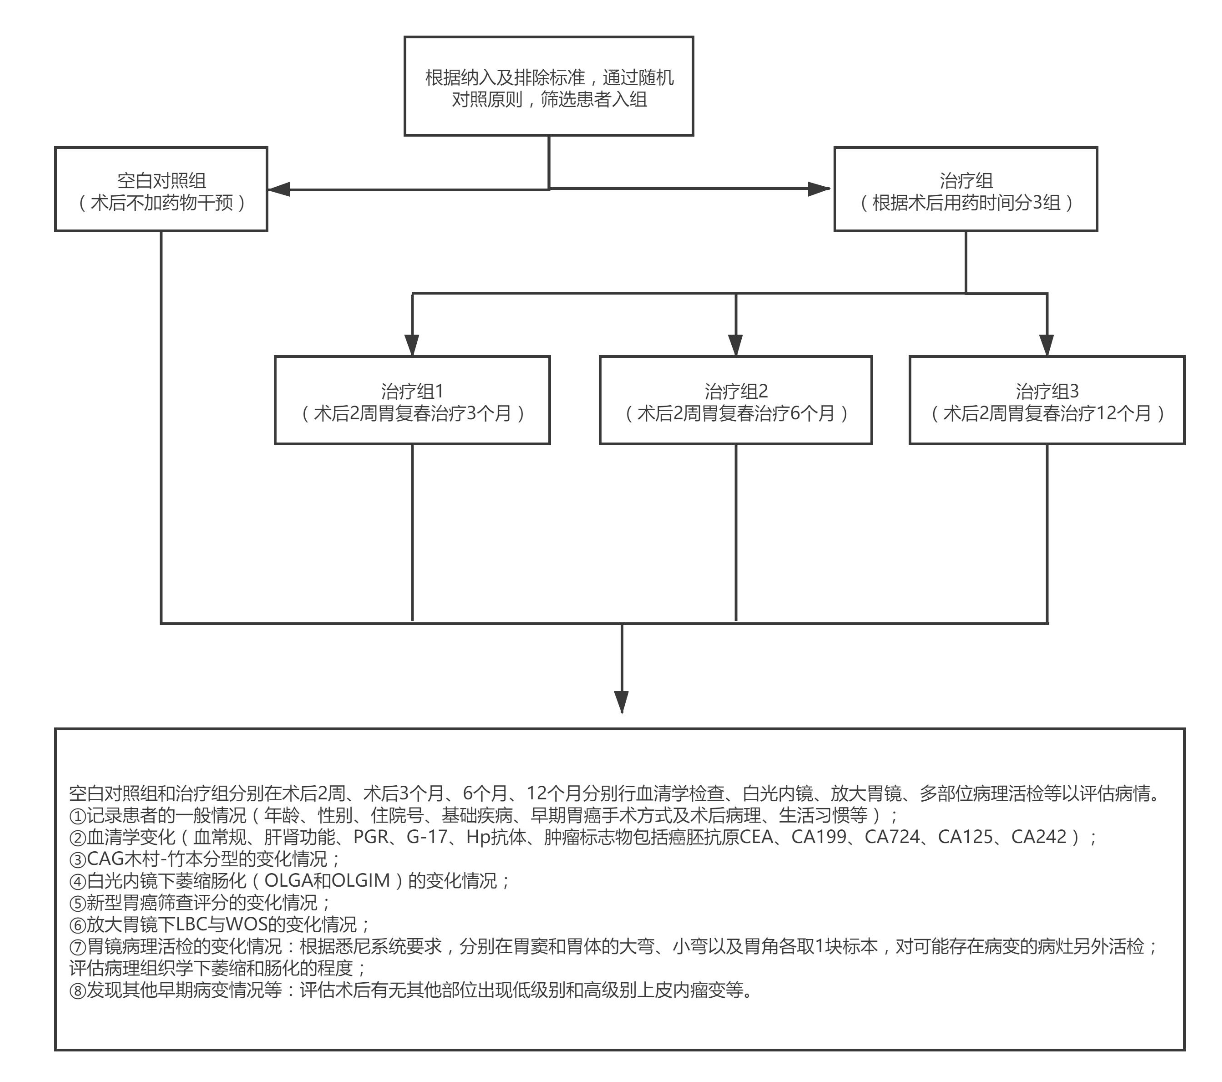 根据纳入及排除标准，通过随机
对照原则，筛选患者入组
空白对照组
（术后不加药物干预）
治疗组
（根据术后用药时间分3组）
治疗组1
（术后2周胃复春治疗3个月）
治疗组2
（术后2周胃复春治疗6个月）
治疗组3
（术后2周胃复春治疗12个月）
空白对照组和治疗组分别在术后2周、术后3个月、6个月、12个月分别行血清学检查、白光内镜、放大胃镜、多部位病理活检等以评估病情。
①记录患者的一般情况（年龄、性别、住院号、基础疾病、早期胃癌手术方式及术后病理、生活习惯等）；
②血清学变化（血常规、肝肾功能、PGR、G-17、Hp抗体、肿瘤标志物包括癌胚抗原CEA、CA199、CA724、CA125、CA242）；
③CAG木村-竹本分型的变化情况；
④白光内镜下萎缩肠化（OLGA和OLGIM）的变化情况；
⑤新型胃癌筛查评分的变化情况；
⑥放大胃镜下LBC与WOS的变化情况；
⑦胃镜病理活检的变化情况：根据悉尼系统要求，分别在胃窦和胃体的大弯、小弯以及胃角各取1块标本，对可能存在病变的病灶另外活检；
评估病理组织学下萎缩和肠化的程度；
⑧发现其他早期病变情况等：评估术后有无其他部位出现低级别和高级别上皮内瘤变等。